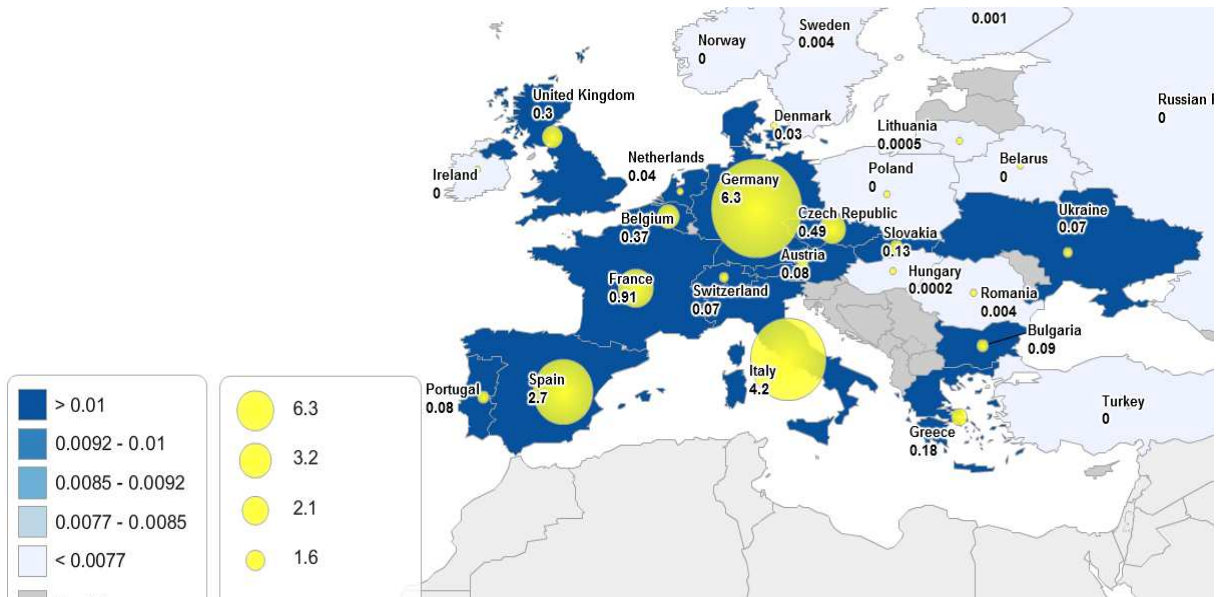 0.001
Sweden
0.004
Norway
0
United Kingdom
0.3
Russian
0
Denmark
0.03
Lithuania
0.0005
Netherlands
0.04
Belarus
0
Ireland
0
Germany
6.3
Poland
0
Belgium
0.37
Czech Republic
0.49
Ukraine
0.07
Slovakia
0.13
Austria
0.08
Hungary
0.0002
France
0.91
Switzerland
0.07
Romania
0.004
Bulgaria
0.09
Portugal
0.08
Spain
2.7
Italy
4.2
Turkey
0
Greece
0.18
> 0.01
0.0092 - 0.01
0.0085 - 0.0092
0.0077 - 0.0085
< 0.0077
6.3
3.2
2.1
1.6